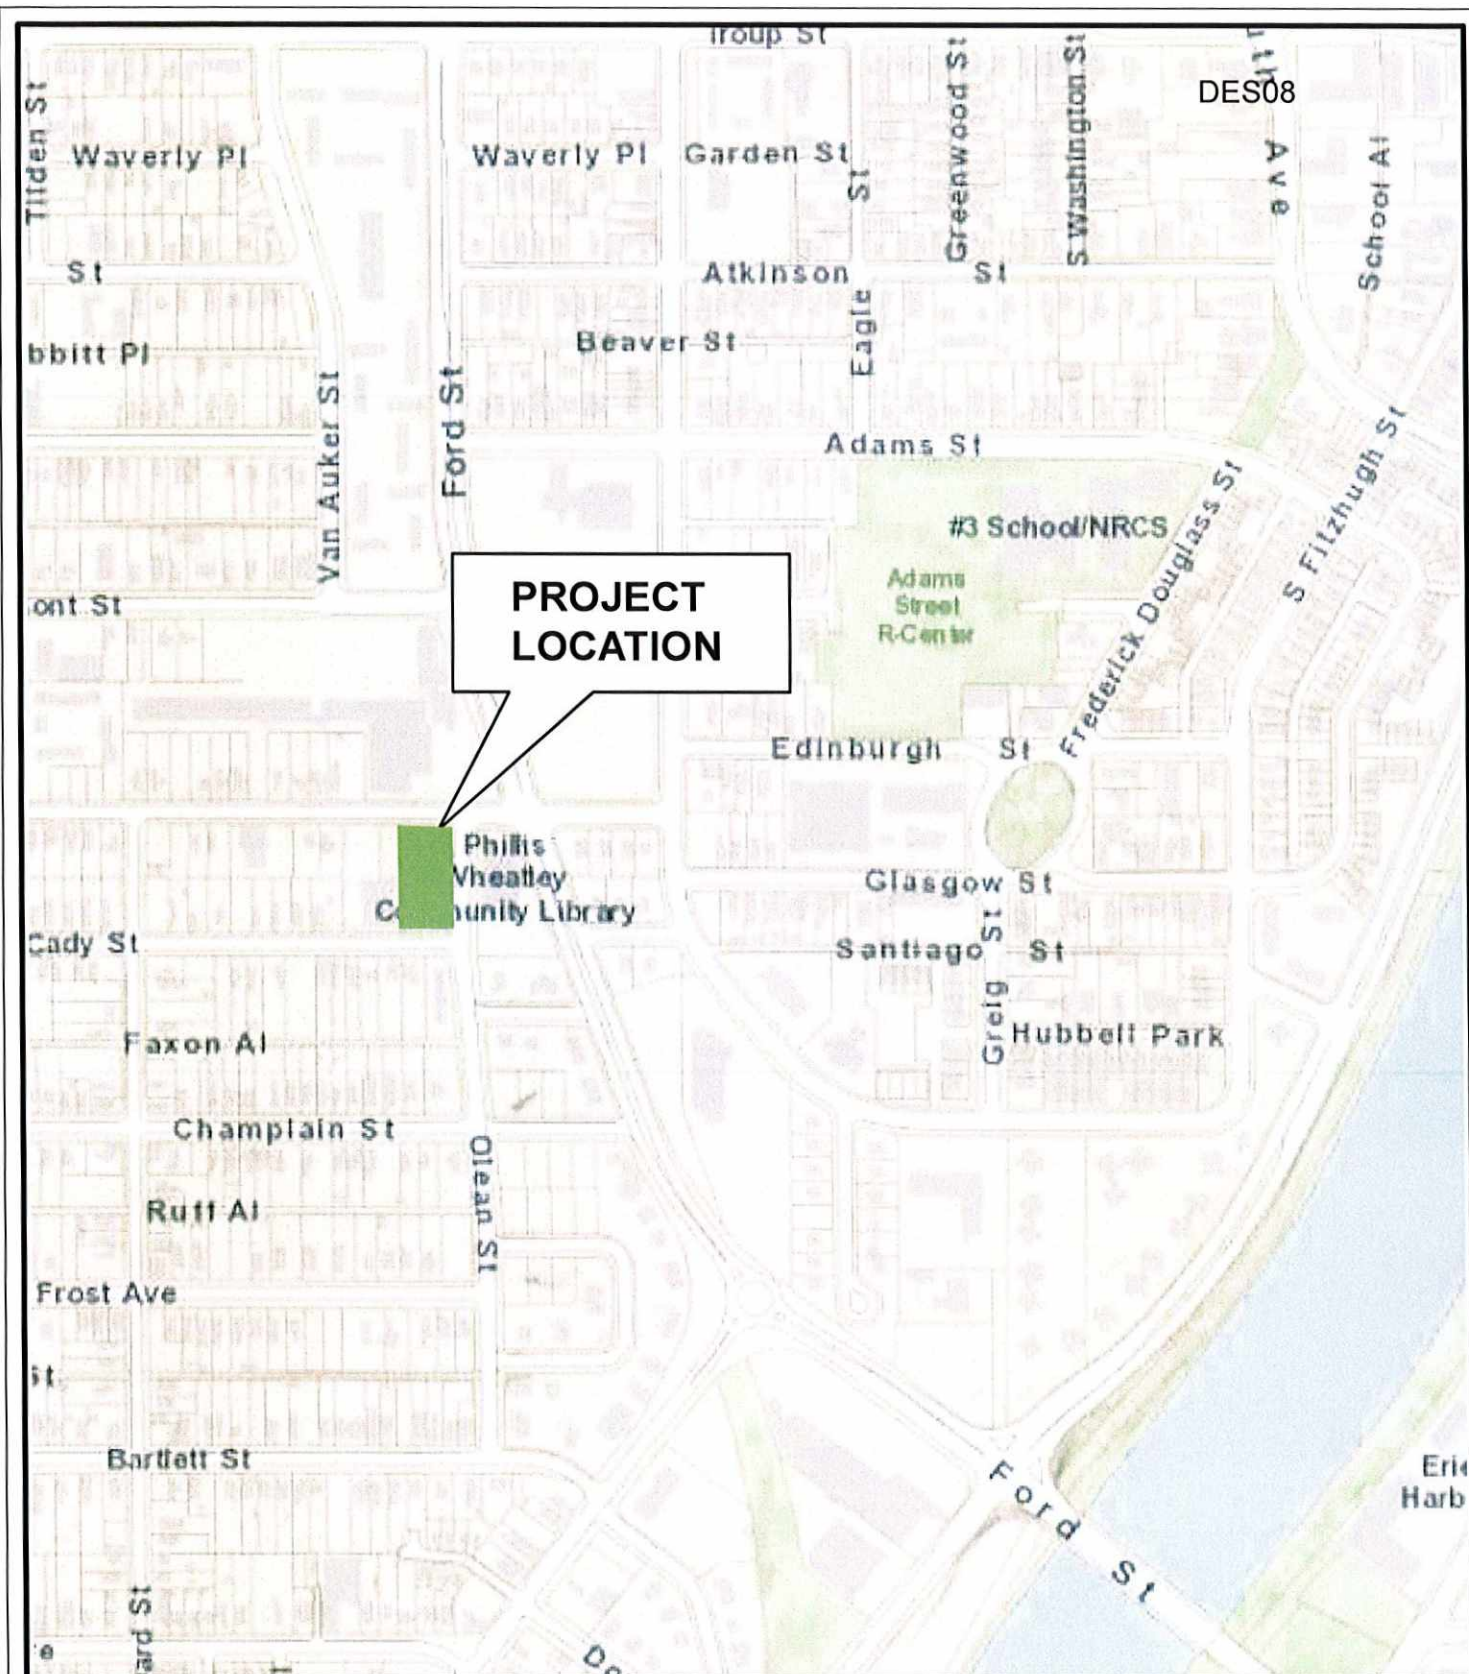 Troup St
DES08
Tilden St
Waverly Pl
Waverly Pl
Garden St
St
Greenwood St
S Washington St
Ave
School Al
St
Atkinson
St
Eagle
Beaver St
bbitt Pl
Van Auker St
Ford St
Adams St
#3 School/NRCS
Adams
Street
R-Center
Frederick Douglass St
S Fitzhugh St
ont St
PROJECT
LOCATION
Edinburgh
St
Phillis
Wheatley
C unity Library
Glasgow St
Cady St
Santiago
St
Greig St
Hubbell Park
Faxon Al
Champlain St
Olean St
Ruff Al
Frost Ave
st
Bartlett St
Ford St
Erie
Harb
ard St
e
Do